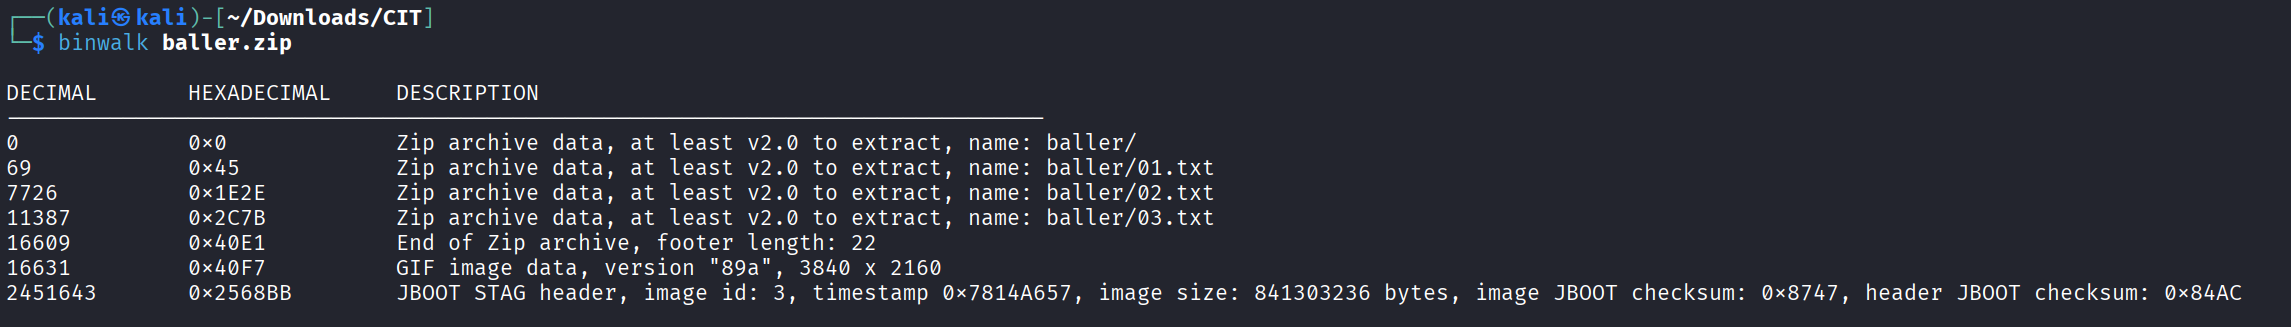 ┌──(kali㉿kali)-[~/Downloads/CIT]
└─$ binwalk baller.zip
DECIMAL       HEXADECIMAL     DESCRIPTION
0             0×0             Zip archive data, at least v2.0 to extract, name: baller/
69            0×45            Zip archive data, at least v2.0 to extract, name: baller/01.txt
7726          0×1E2E          Zip archive data, at least v2.0 to extract, name: baller/02.txt
11387         0×2C7B          Zip archive data, at least v2.0 to extract, name: baller/03.txt
16609         0×40E1          End of Zip archive, footer length: 22
16631         0×40F7          GIF image data, version "89a", 3840 x 2160
2451643       0×2568BB        JBOOT STAG header, image id: 3, timestamp 0×7814A657, image size: 841303236 bytes, image JBOOT checksum: 0×8747, header JBOOT checksum: 0×84AC